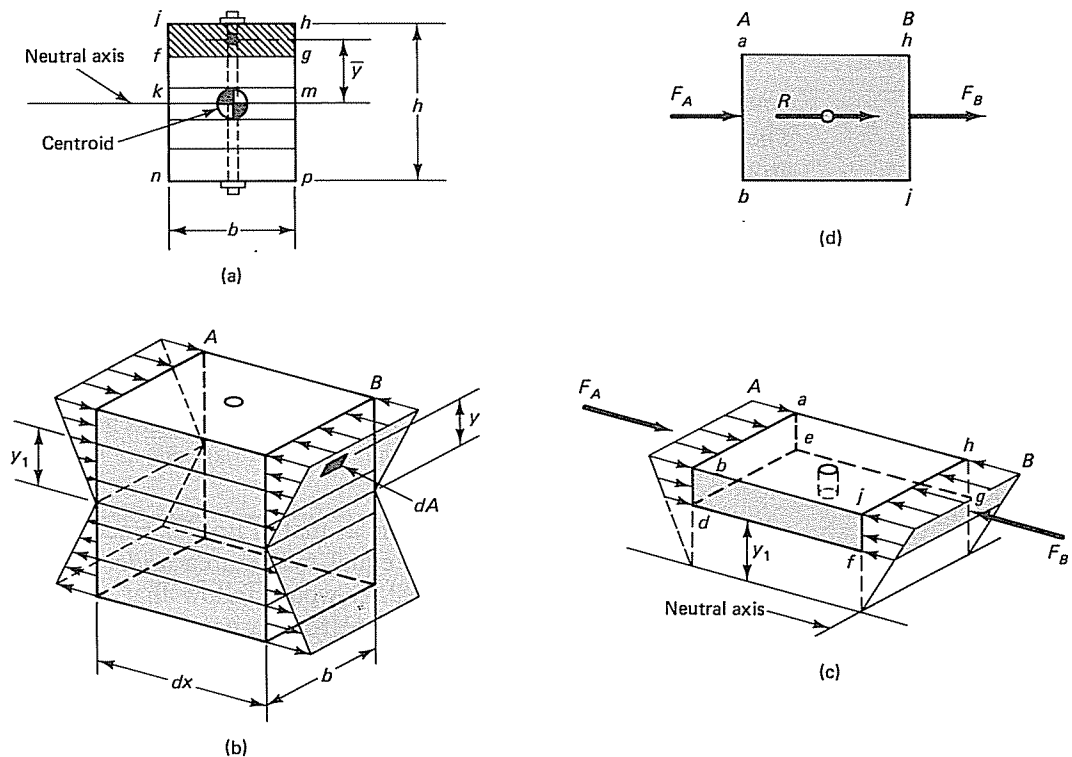 j
h
f
g
Neutral axis
ȳ
k
m
h
Centroid
n
p
b
(a)
A
B
a
h
F_A
R
F_B
b
j
(d)
A
B
y
y₁
dA
dx
b
(b)
F_A
A
a
e
h
B
b
j
g
d
y₁
f
F_B
Neutral axis
(c)